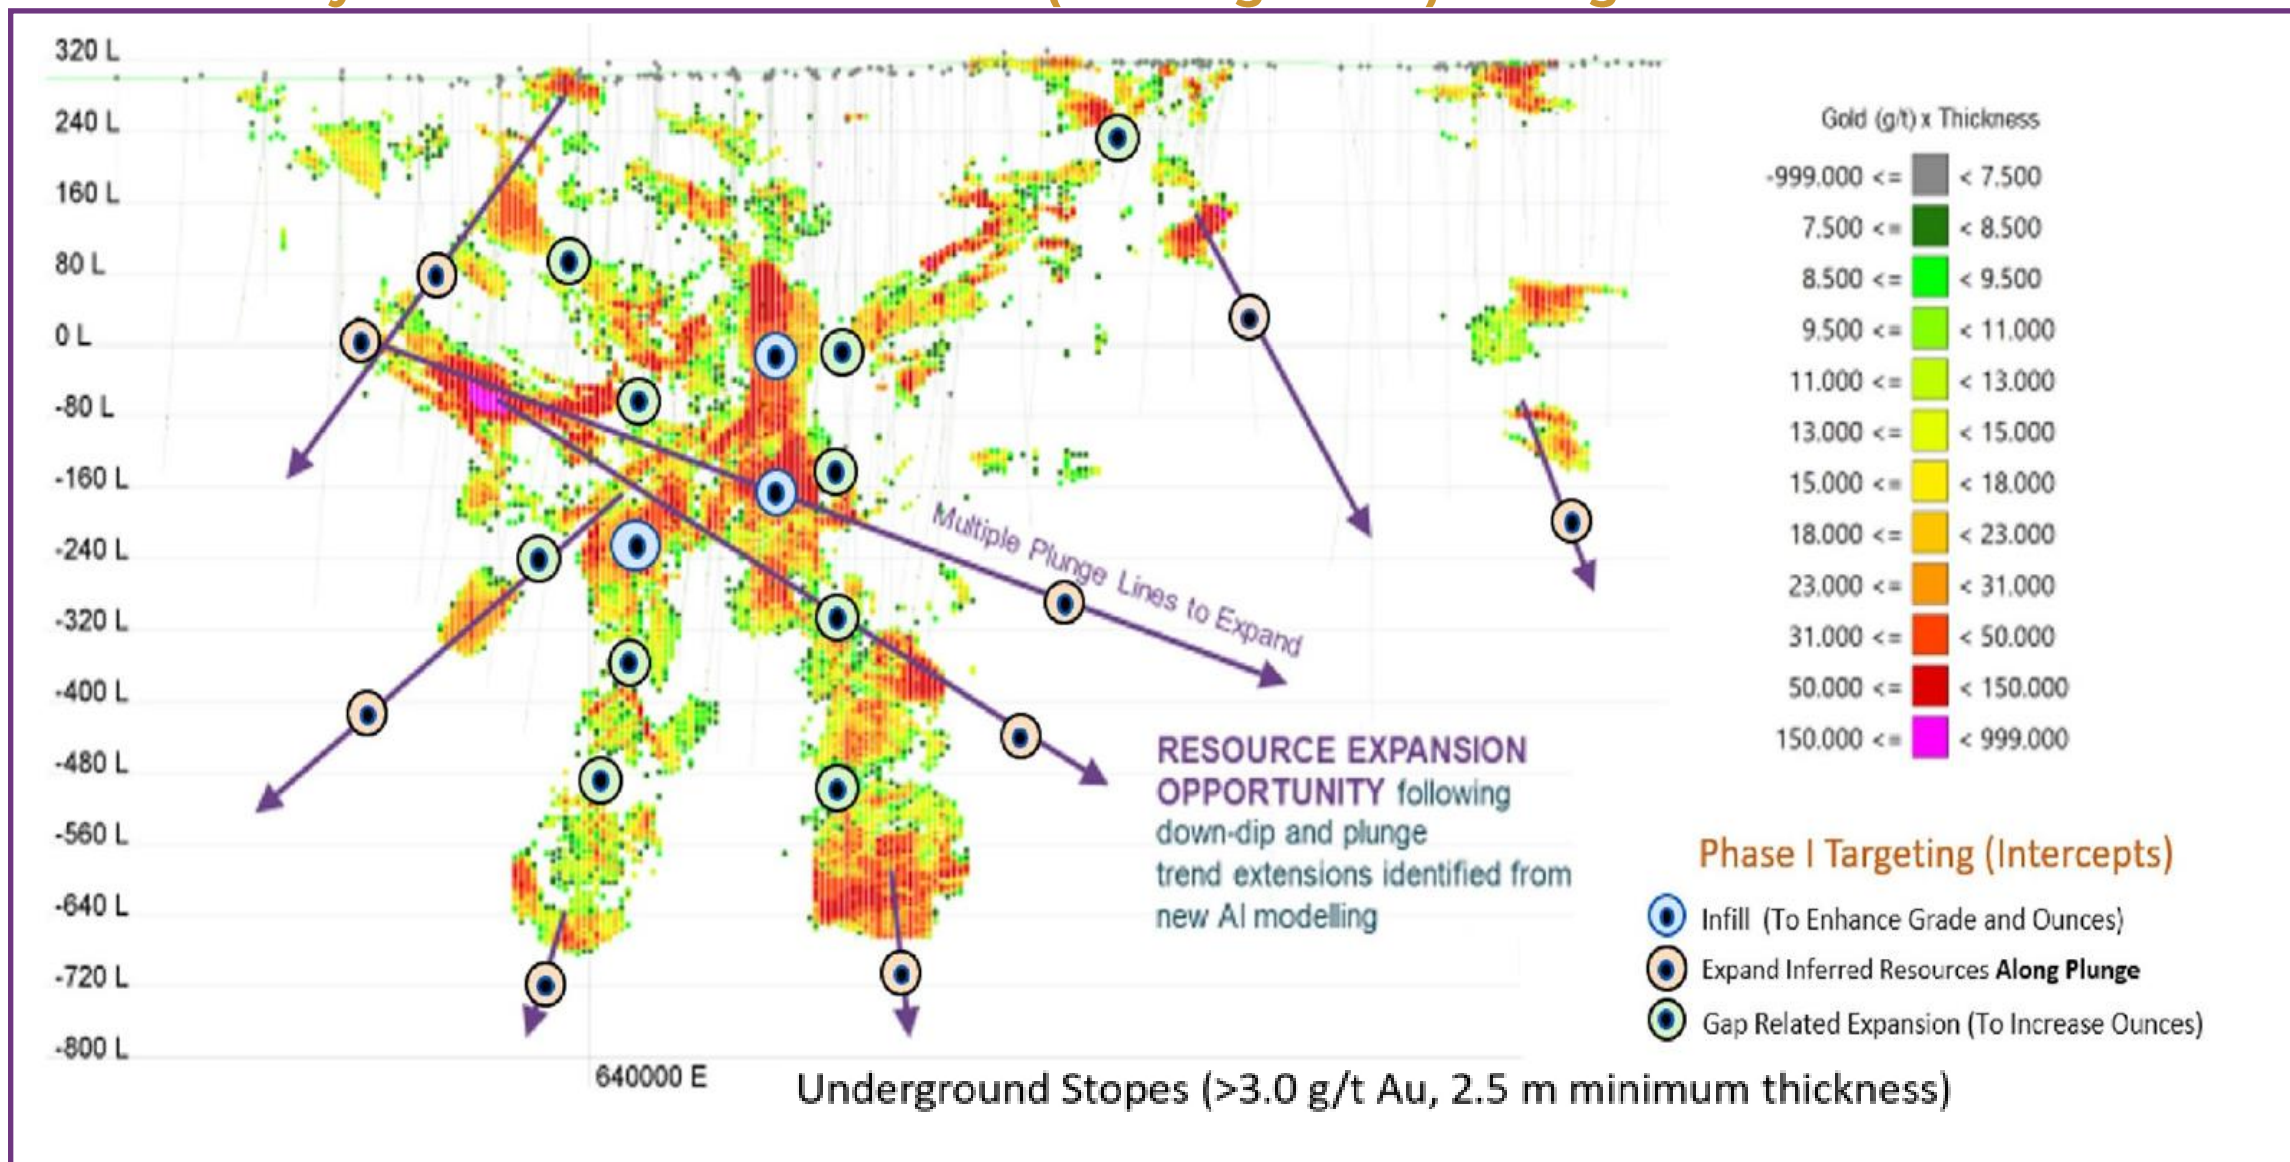 320 L
240 L
160 L
80 L
0 L
-80 L
-160 L
-240 L
-320 L
-400 L
-480 L
-560 L
-640 L
-720 L
-800 L
640000 E
Multiple Plunge Lines to Expand
RESOURCE EXPANSION
OPPORTUNITY following
down-dip and plunge
trend extensions identified from
new AI modelling
Gold (g/t) x Thickness
-999.000 <= < 7.500
7.500 <= < 8.500
8.500 <= < 9.500
9.500 <= < 11.000
11.000 <= < 13.000
13.000 <= < 15.000
15.000 <= < 18.000
18.000 <= < 23.000
23.000 <= < 31.000
31.000 <= < 50.000
50.000 <= < 150.000
150.000 <= < 999.000
Phase I Targeting (Intercepts)
Infill (To Enhance Grade and Ounces)
Expand Inferred Resources Along Plunge
Gap Related Expansion (To Increase Ounces)
Underground Stopes (>3.0 g/t Au, 2.5 m minimum thickness)